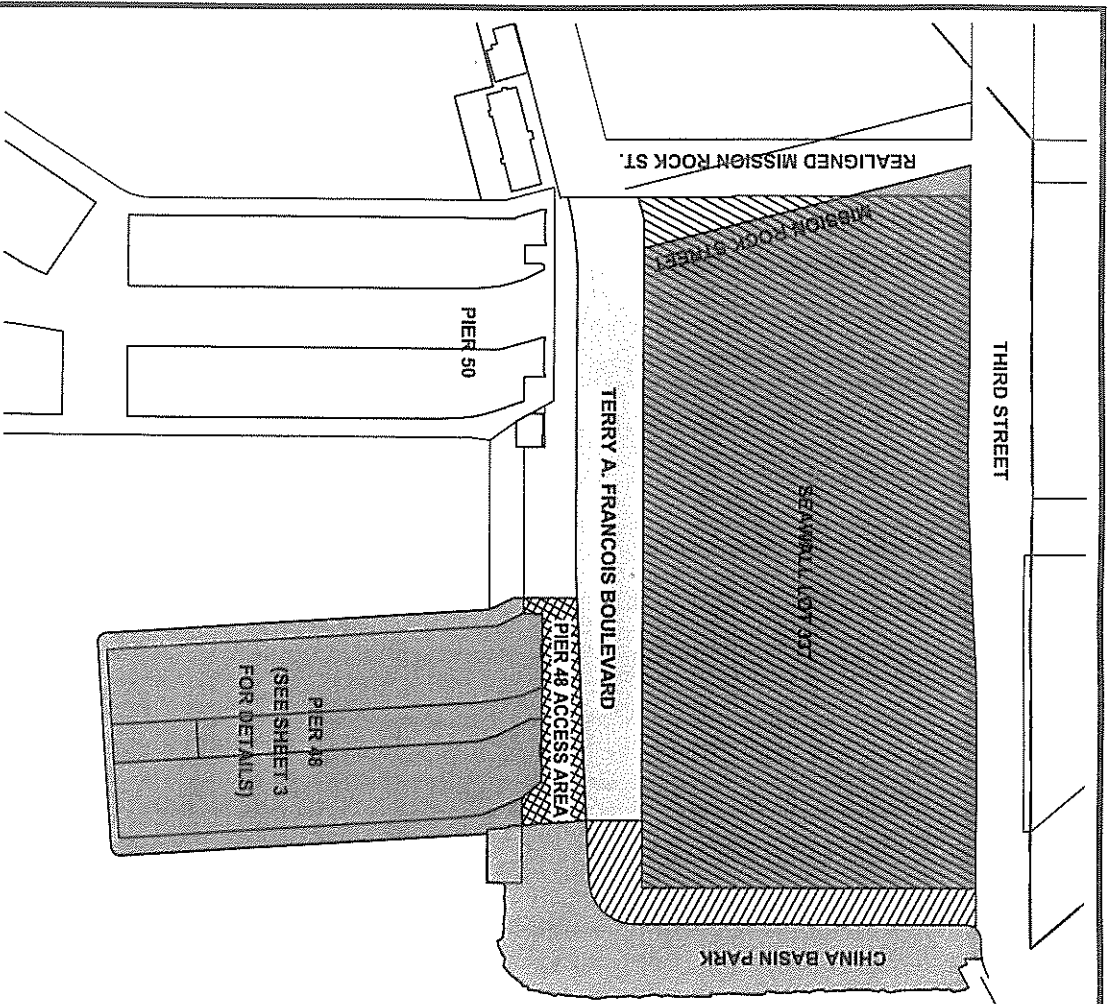 THIRD STREET
REALIGNED MISSION ROCK ST.
MISSION ROCK STREET
SEAWALL LOT 337
TERRY A. FRANCOIS BOULEVARD
PIER 50
PIER 48 ACCESS AREA
PIER 48
(SEE SHEET 3
FOR DETAILS)
CHINA BASIN PARK